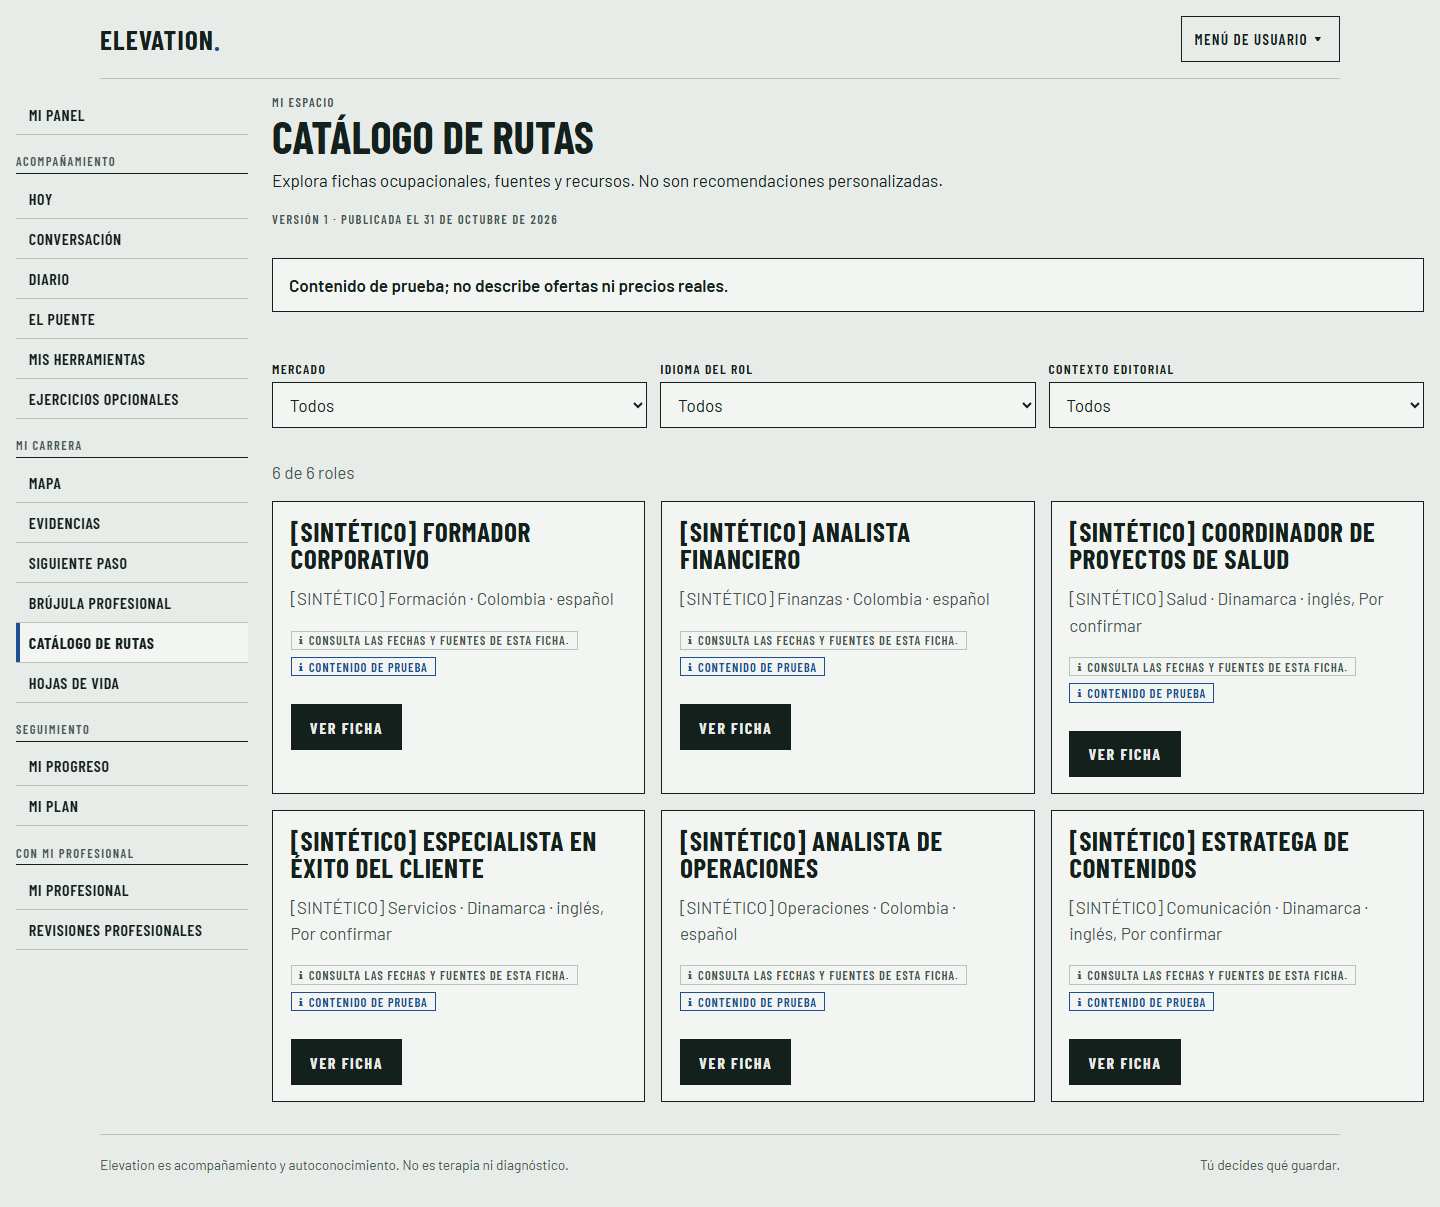 ELEVATION.
MENÚ DE USUARIO
MI PANEL
ACOMPAÑAMIENTO
HOY
CONVERSACIÓN
DIARIO
EL PUENTE
MIS HERRAMIENTAS
EJERCICIOS OPCIONALES
MI CARRERA
MAPA
EVIDENCIAS
SIGUIENTE PASO
BRÚJULA PROFESIONAL
CATÁLOGO DE RUTAS
HOJAS DE VIDA
SEGUIMIENTO
MI PROGRESO
MI PLAN
CON MI PROFESIONAL
MI PROFESIONAL
REVISIONES PROFESIONALES
MI ESPACIO
CATÁLOGO DE RUTAS
Explora fichas ocupacionales, fuentes y recursos. No son recomendaciones personalizadas.
VERSIÓN 1 · PUBLICADA EL 31 DE OCTUBRE DE 2026
Contenido de prueba; no describe ofertas ni precios reales.
MERCADO
Todos
IDIOMA DEL ROL
Todos
CONTEXTO EDITORIAL
Todos
6 de 6 roles
[SINTÉTICO] FORMADOR
CORPORATIVO
[SINTÉTICO] Formación · Colombia · español
i CONSULTA LAS FECHAS Y FUENTES DE ESTA FICHA.
i CONTENIDO DE PRUEBA
VER FICHA
[SINTÉTICO] ANALISTA
FINANCIERO
[SINTÉTICO] Finanzas · Colombia · español
i CONSULTA LAS FECHAS Y FUENTES DE ESTA FICHA.
i CONTENIDO DE PRUEBA
VER FICHA
[SINTÉTICO] COORDINADOR DE
PROYECTOS DE SALUD
[SINTÉTICO] Salud · Dinamarca · inglés, Por
confirmar
i CONSULTA LAS FECHAS Y FUENTES DE ESTA FICHA.
i CONTENIDO DE PRUEBA
VER FICHA
[SINTÉTICO] ESPECIALISTA EN
ÉXITO DEL CLIENTE
[SINTÉTICO] Servicios · Dinamarca · inglés,
Por confirmar
i CONSULTA LAS FECHAS Y FUENTES DE ESTA FICHA.
i CONTENIDO DE PRUEBA
VER FICHA
[SINTÉTICO] ANALISTA DE
OPERACIONES
[SINTÉTICO] Operaciones · Colombia ·
español
i CONSULTA LAS FECHAS Y FUENTES DE ESTA FICHA.
i CONTENIDO DE PRUEBA
VER FICHA
[SINTÉTICO] ESTRATEGA DE
CONTENIDOS
[SINTÉTICO] Comunicación · Dinamarca ·
inglés, Por confirmar
i CONSULTA LAS FECHAS Y FUENTES DE ESTA FICHA.
i CONTENIDO DE PRUEBA
VER FICHA
Elevation es acompañamiento y autoconocimiento. No es terapia ni diagnóstico.
Tú decides qué guardar.